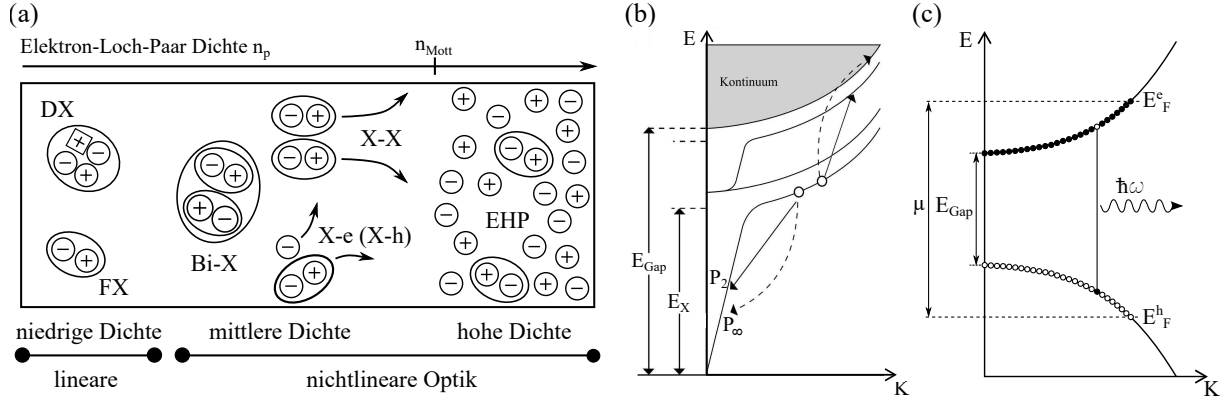 (a)
Elektron-Loch-Paar Dichte n_p
n_Mott
DX
FX
Bi-X
X-X
X-e (X-h)
EHP
niedrige Dichte
mittlere Dichte
hohe Dichte
lineare
nichtlineare Optik
(b)
E
Kontinuum
E_Gap
E_X
P_2
P_∞
K
(c)
E
E^e_F
μ
E_Gap
ħω
E^h_F
K